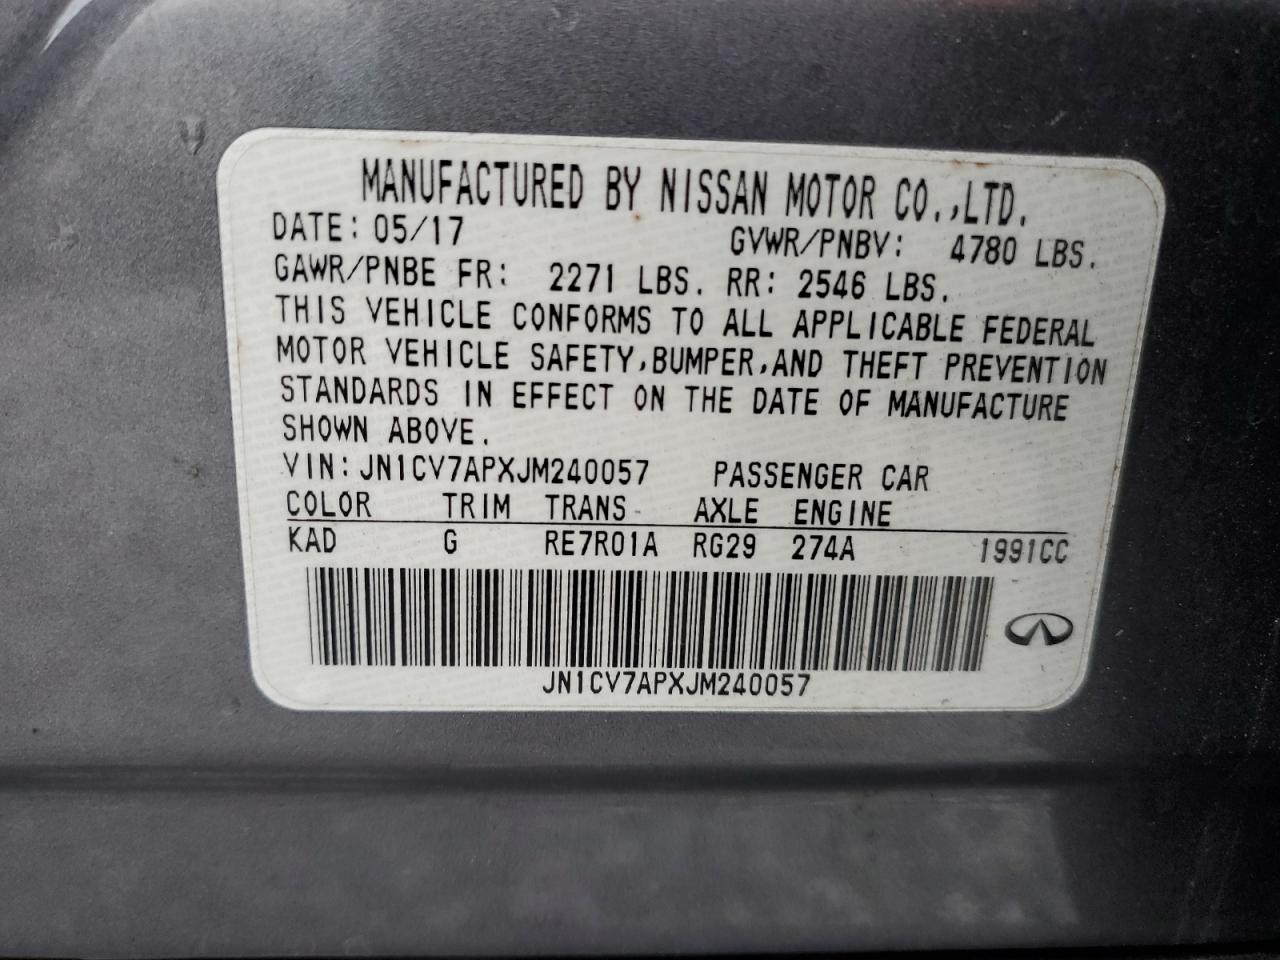 MANUFACTURED BY NISSAN MOTOR CO.,LTD.
DATE: 05/17 GVWR/PNBV: 4780 LBS.
GAWR/PNBE FR: 2271 LBS. RR: 2546 LBS.
THIS VEHICLE CONFORMS TO ALL APPLICABLE FEDERAL
MOTOR VEHICLE SAFETY,BUMPER,AND THEFT PREVENTION
STANDARDS IN EFFECT ON THE DATE OF MANUFACTURE
SHOWN ABOVE.
VIN: JN1CV7APXJM240057 PASSENGER CAR
COLOR TRIM TRANS AXLE ENGINE
KAD G RE7R01A RG29 274A 1991CC
JN1CV7APXJM240057